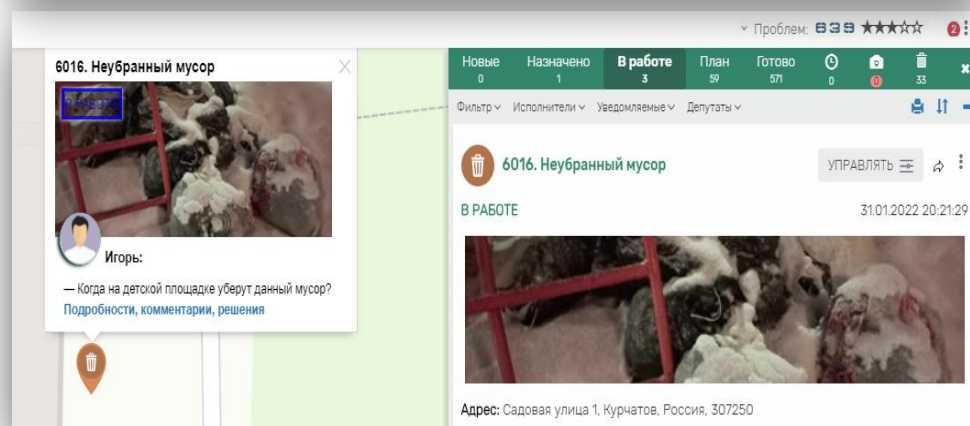 Проблем: 639
2
6016. Неубранный мусор
В РАБОТЕ
Игорь:
— Когда на детской площадке уберут данный мусор?
Подробности, комментарии, решения
Новые Назначено В работе План Готово
0 1 3 59 571 0 0 33
Фильтр Исполнители Уведомляемые Депутаты
6016. Неубранный мусор
УПРАВЛЯТЬ
В РАБОТЕ
31.01.2022 20:21:29
Адрес: Садовая улица 1, Курчатов, Россия, 307250